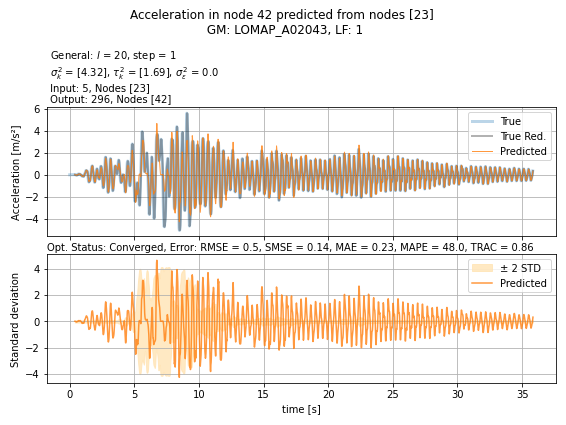 Acceleration in node 42 predicted from nodes [23]
GM: LOMAP_A02043, LF: 1
General: l = 20, step = 1
σ²ₖ = [4.32], τ²ₖ = [1.69], σ²ᵣ = 0.0
Input: 5, Nodes [23]
Output: 296, Nodes [42]
Acceleration [m/s²]
6
4
2
0
−2
−4
True
True Red.
Predicted
Opt. Status: Converged, Error: RMSE = 0.5, SMSE = 0.14, MAE = 0.23, MAPE = 48.0, TRAC = 0.86
Standard deviation
4
2
0
−2
−4
± 2 STD
Predicted
0 5 10 15 20 25 30 35
time [s]